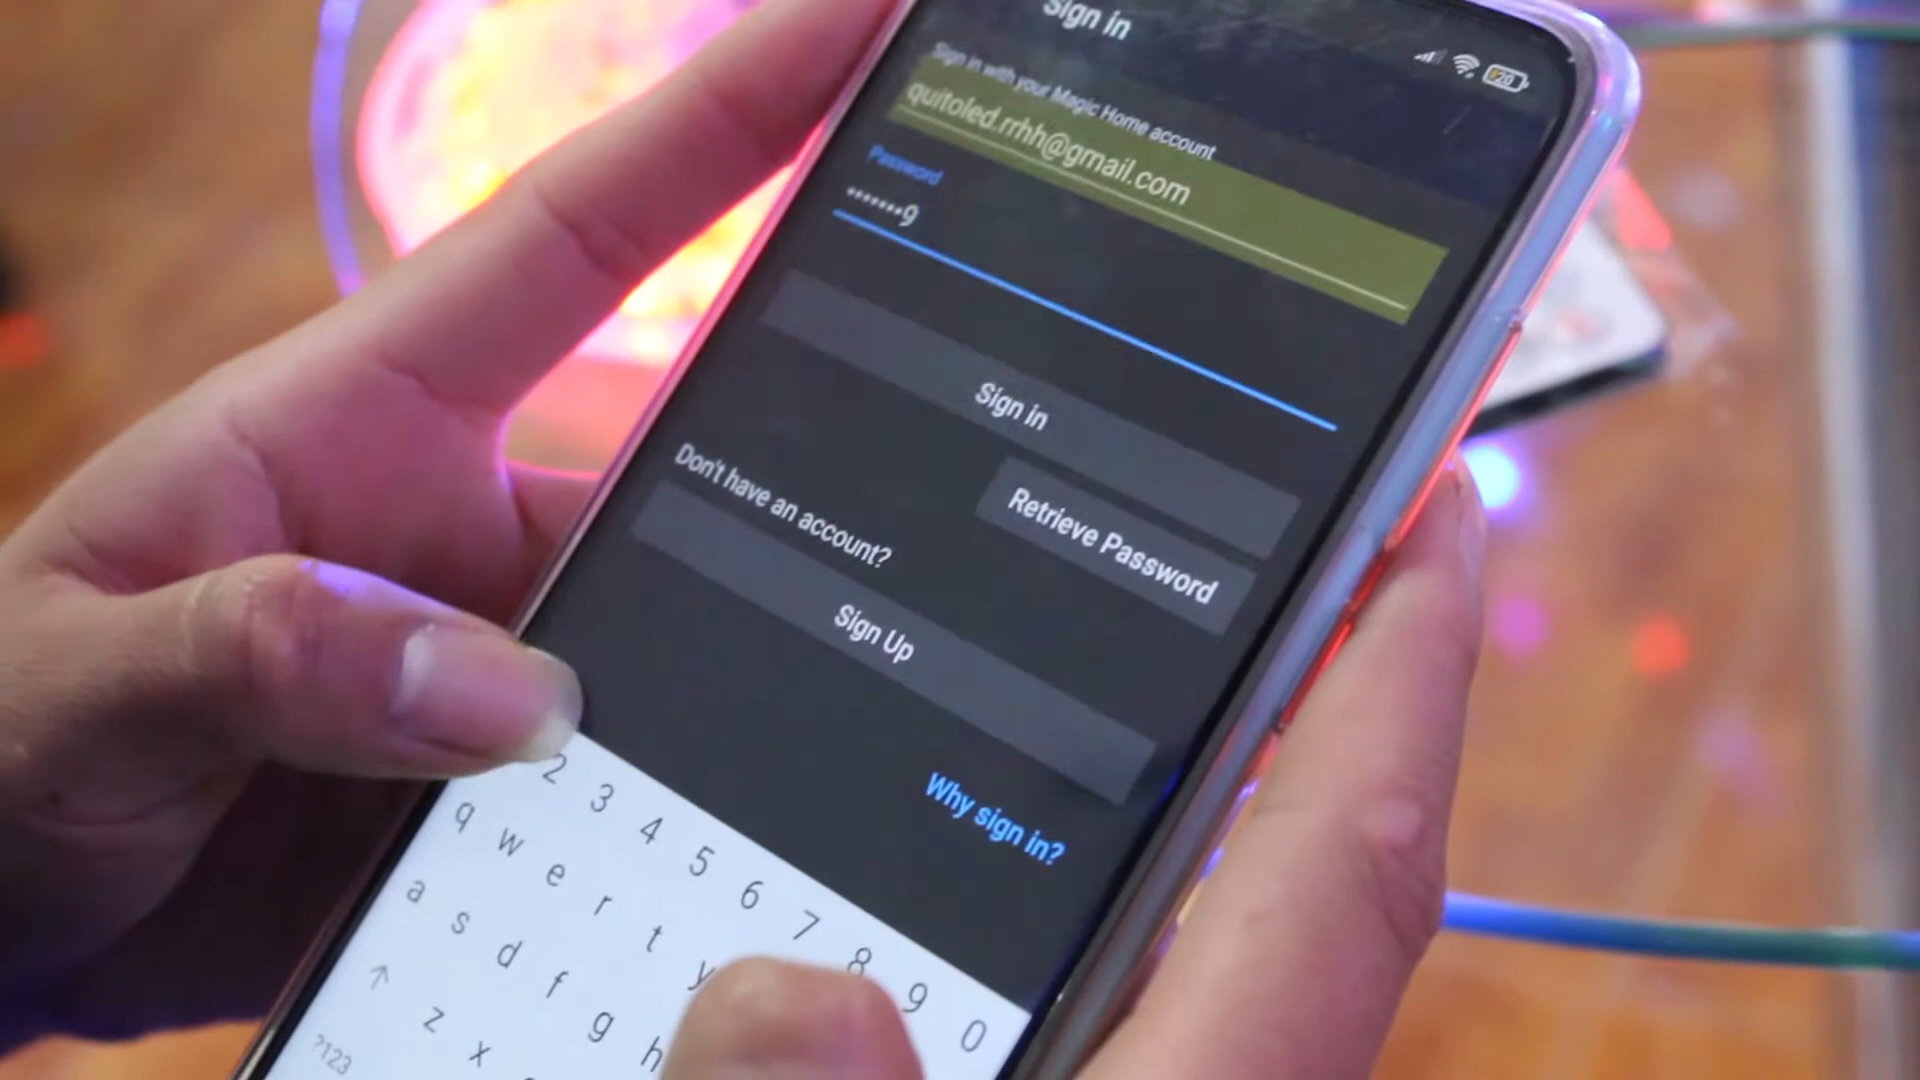 Sign in
20
Sign in with your Magic Home account
quitoled.rrhh@gmail.com
Password
•••••••9
Sign in
Retrieve Password
Don't have an account?
Sign Up
Why sign in?
2 3 4 5 6 7 8 9 0
q w e r t y
a s d f g h
z x
?123